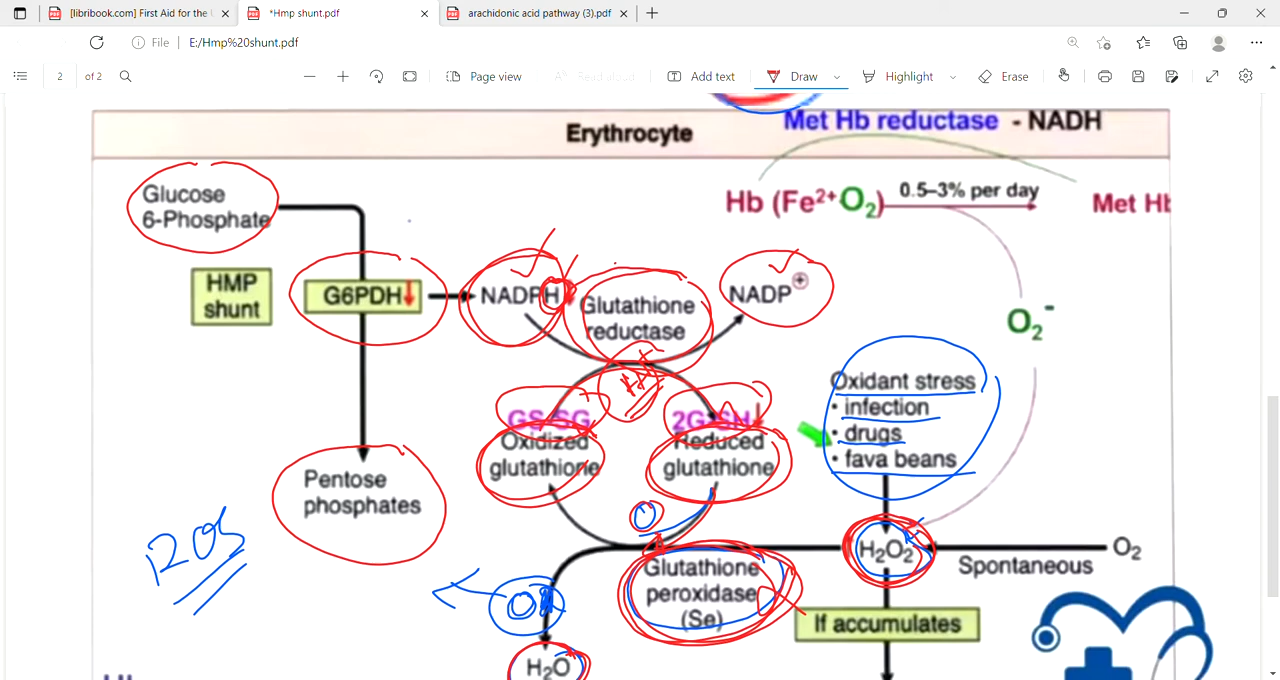 [libribook.com] First Aid for the
*Hmp shunt.pdf
arachidonic acid pathway (3).pdf
File
E:/Hmp%20shunt.pdf
2
of 2
Page view
Read aloud
Add text
Draw
Highlight
Erase
Met Hb reductase - NADH
Erythrocyte
Glucose
6-Phosphate
Hb (Fe²⁺O₂)
0.5–3% per day
Met Hb
HMP
shunt
G6PDH↓
NADPH
Glutathione
reductase
NADP⊕
O₂⁻
GS-SG
Oxidized
glutathione
2G-SH↓
Reduced
glutathione
Oxidant stress
• infection
• drugs
• fava beans
Pentose
phosphates
ROS
H₂O₂
O₂
Spontaneous
Glutathione
peroxidase
(Se)
If accumulates
H₂O